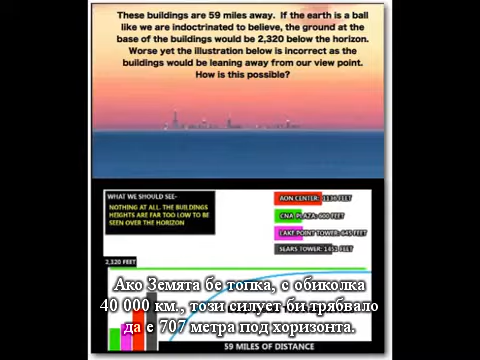 These buildings are 59 miles away. If the earth is a ball
like we are indoctrinated to believe, the ground at the
base of the buildings would be 2,320 below the horizon.
Worse yet the illustration below is incorrect as the
buildings would be leaning away from our view point.
How is this possible?
WHAT WE SHOULD SEE-
NOTHING AT ALL. THE BUILDINGS
HEIGHTS ARE FAR TOO LOW TO BE
SEEN OVER THE HORIZON
AON CENTER: 1136 FEET
CNA PLAZA: 600 FEET
LAKE POINT TOWER: 645 FEET
SEARS TOWER: 1451 FEET
2,320 FEET
Ако Земята бе топка, с обиколка
40 000 км., този силует би трябвало
да е 707 метра под хоризонта.
59 MILES OF DISTANCE